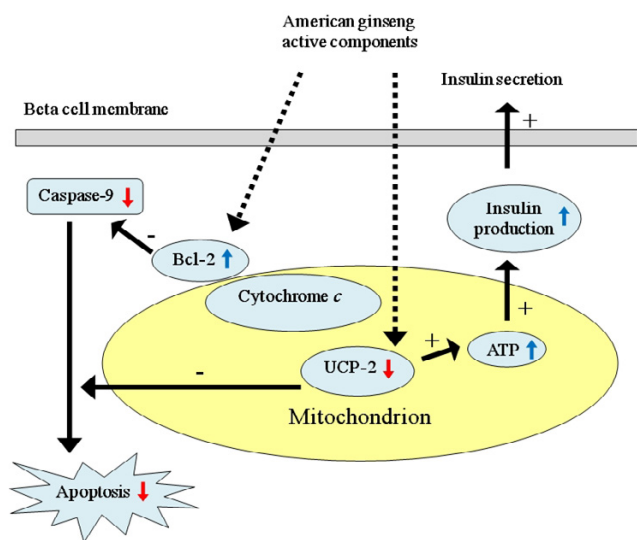 American ginseng
active components
Insulin secretion
Beta cell membrane
+
Caspase-9
Insulin
production
-
Bcl-2
Cytochrome c
+
+
ATP
UCP-2
-
Mitochondrion
Apoptosis